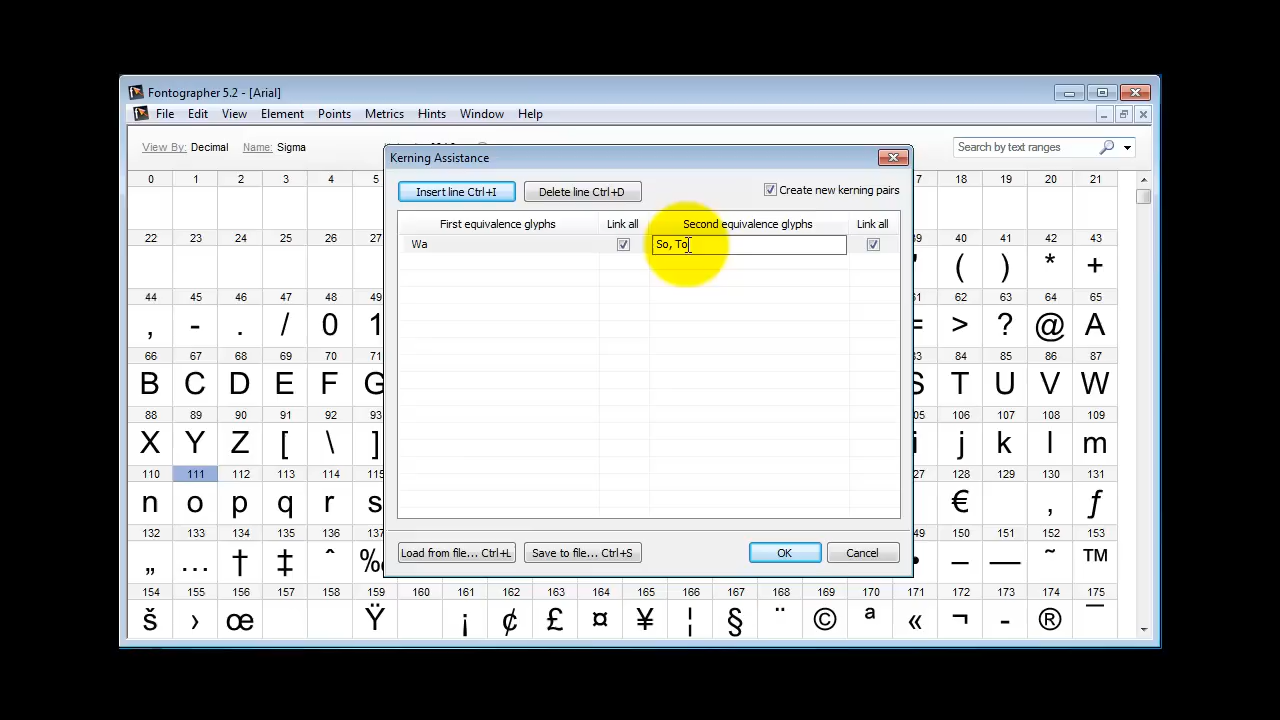 Fontographer 5.2 - [Arial]
File Edit View Element Points Metrics Hints Window Help
View By: Decimal Name: Sigma
Search by text ranges
Kerning Assistance
Insert line Ctrl+I Delete line Ctrl+D Create new kerning pairs
First equivalence glyphs Link all Second equivalence glyphs Link all
Wa So, To
Load from file... Ctrl+L Save to file... Ctrl+S OK Cancel
0 1 2 3 4 5 17 18 19 20 21
22 23 24 25 26 27 40 41 42 43
( ) * +
44 45 46 47 48 49 61 62 63 64 65
, - . / 0 1 = > ? @ A
66 67 68 69 70 71 83 84 85 86 87
B C D E F G S T U V W
88 89 90 91 92 93 105 106 107 108 109
X Y Z [ \ ] i j k l m
110 111 112 113 114 115 127 128 129 130 131
n o p q r s € ‚ ƒ
132 133 134 135 136 137 149 150 151 152 153
„ … † ‡ ˆ ‰ • – — ˜ ™
154 155 156 157 158 159 160 161 162 163 164 165 166 167 168 169 170 171 172 173 174 175
š › œ Ÿ ¡ ¢ £ ¤ ¥ ¦ § ¨ © ª « ¬ - ® ¯